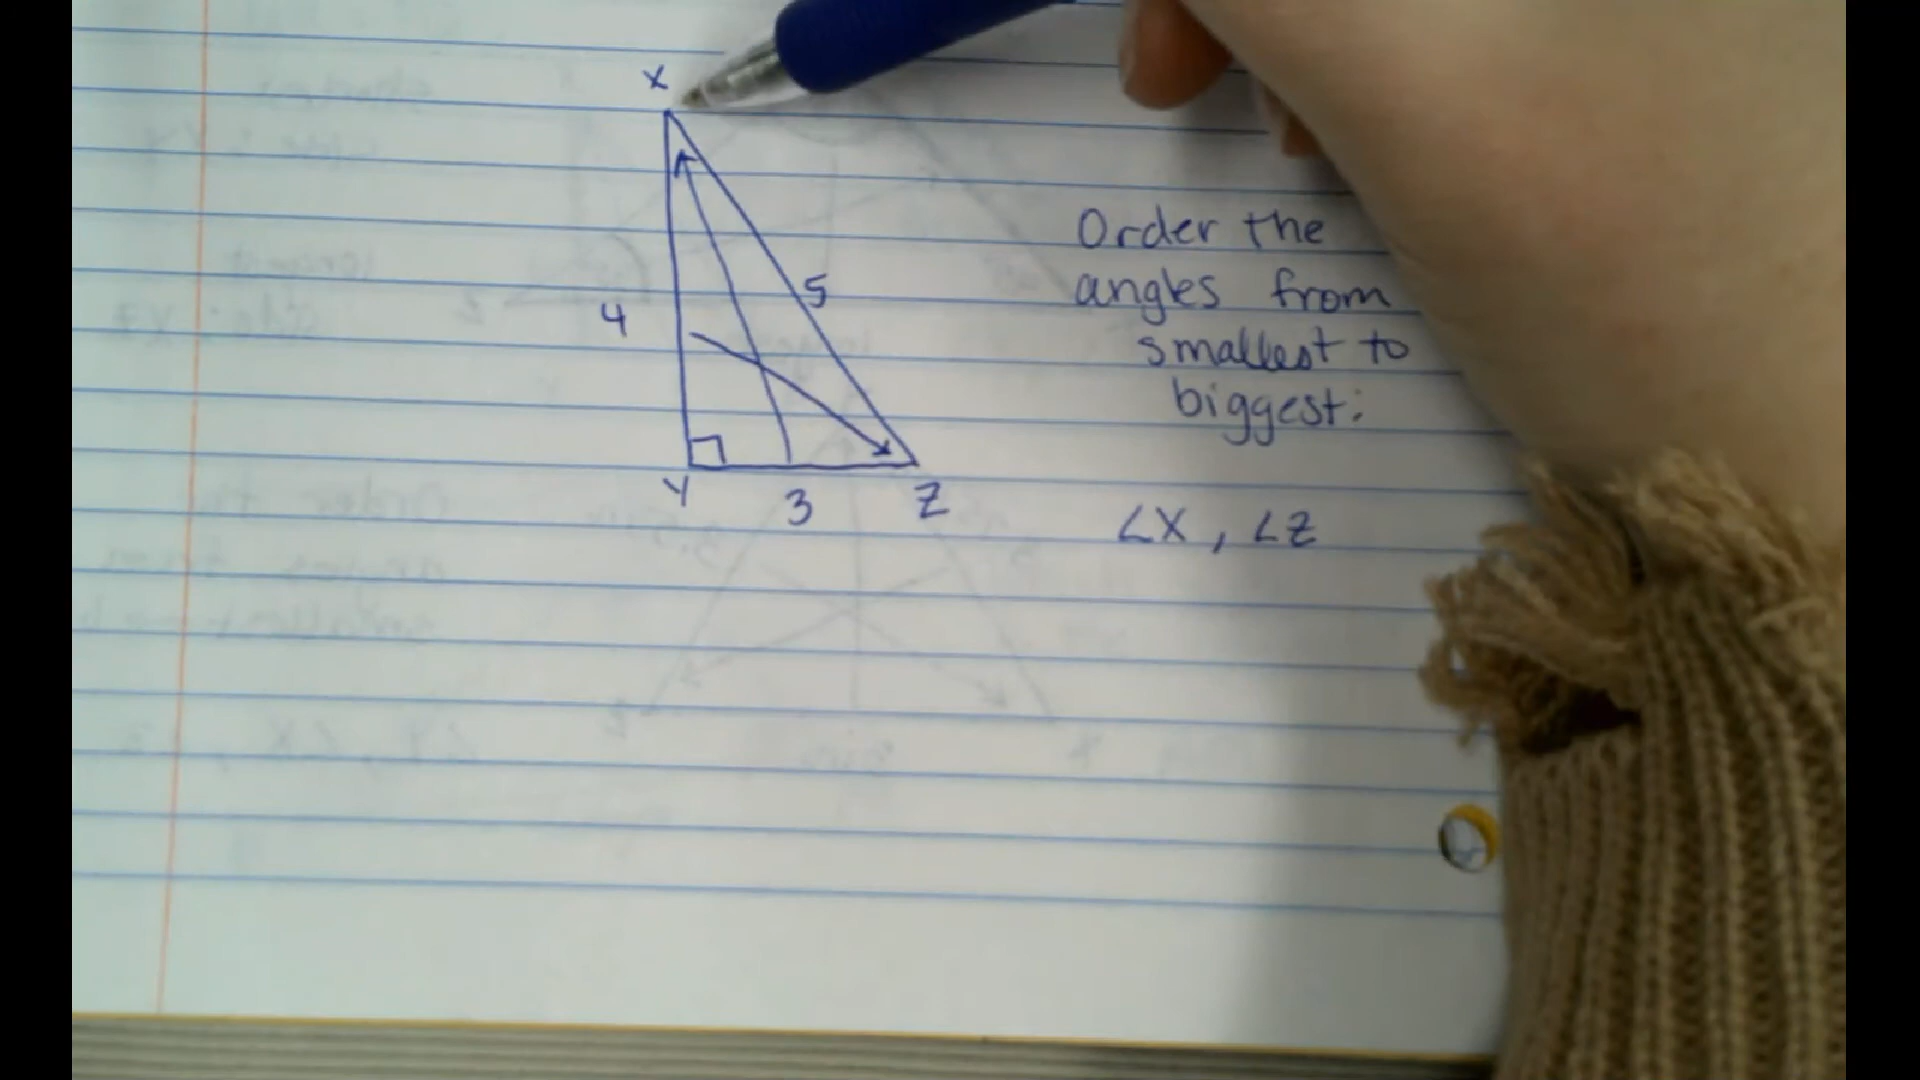 X
4
5
Y
3
Z
Order the
angles from
smallest to
biggest:
∠X, ∠Z